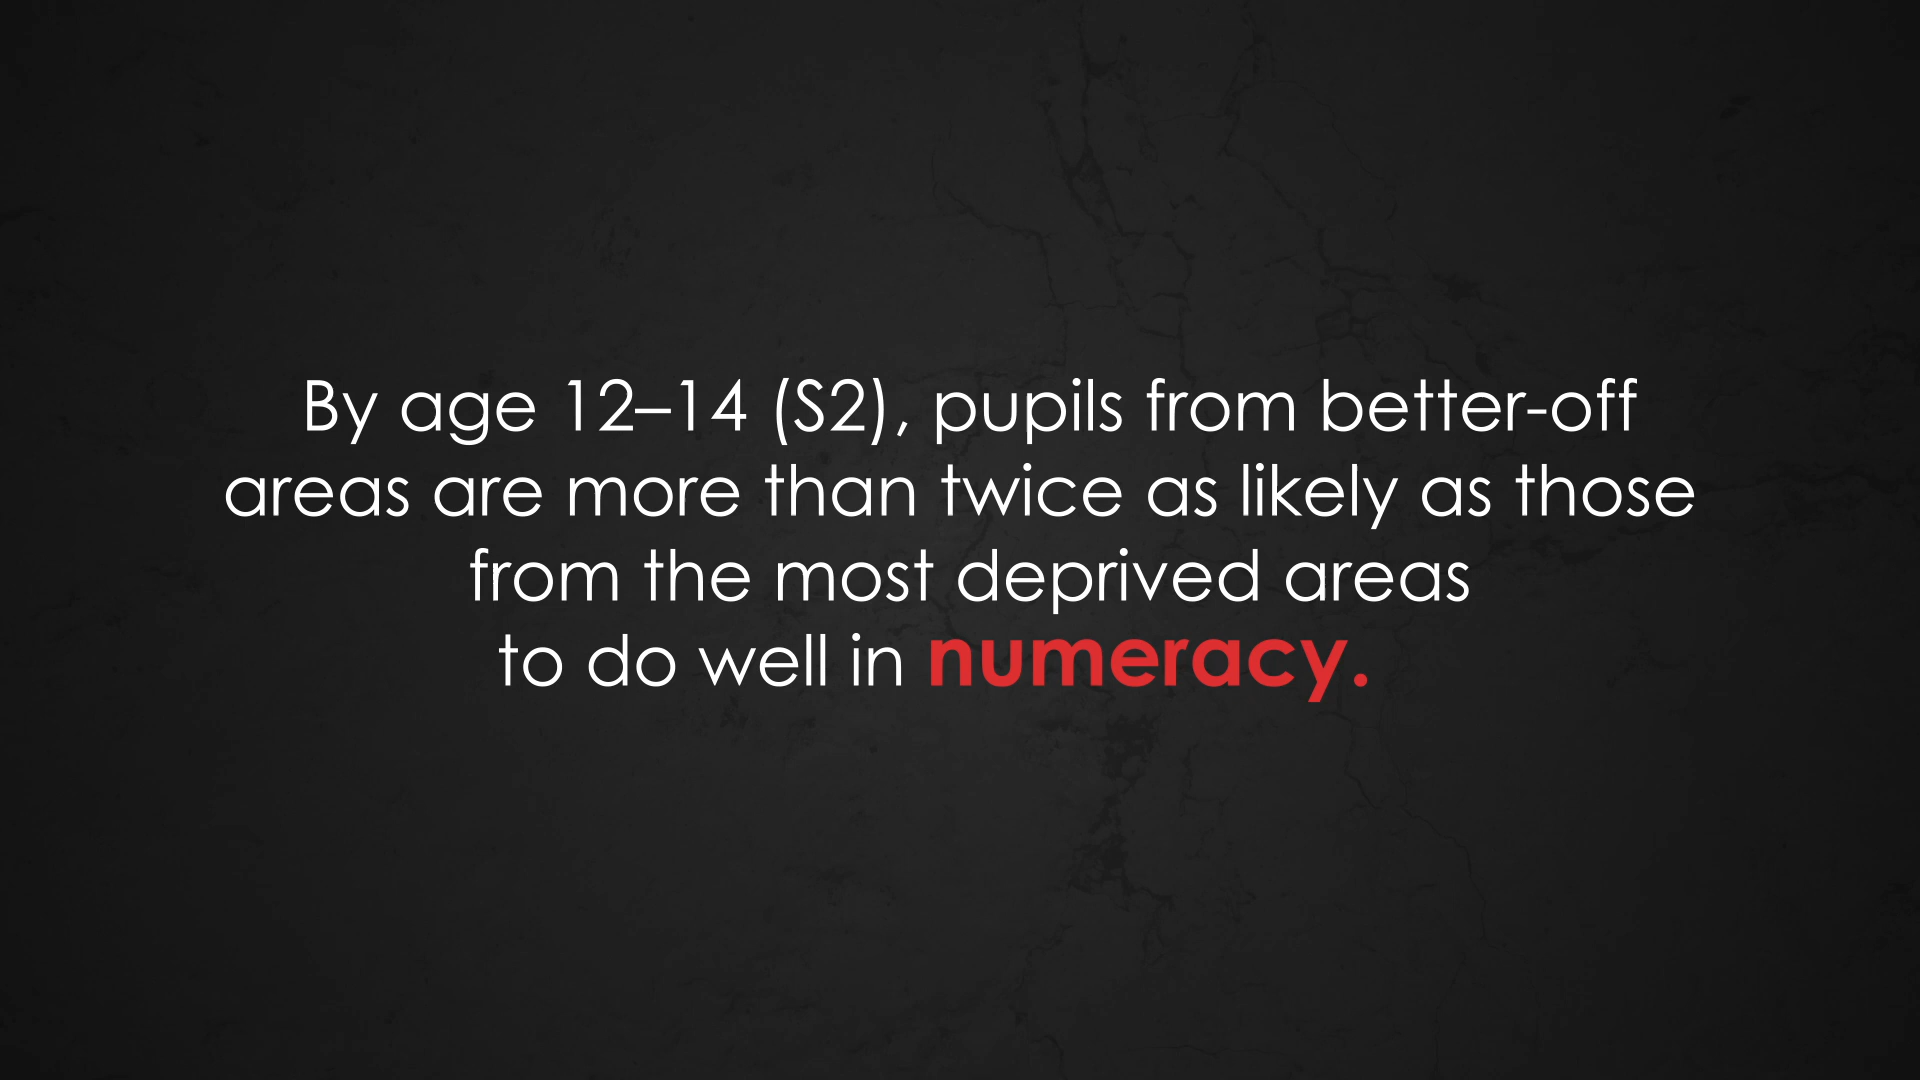 By age 12–14 (S2), pupils from better-off
areas are more than twice as likely as those
from the most deprived areas
to do well in numeracy.